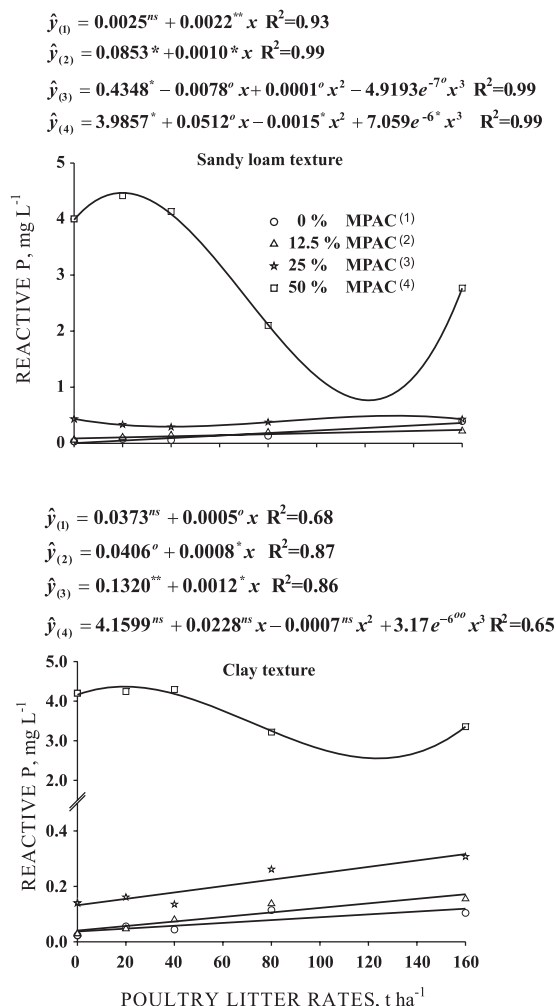 ŷ(1) = 0.0025ⁿˢ + 0.0022** x R²=0.93
ŷ(2) = 0.0853* + 0.0010* x R²=0.99
ŷ(3) = 0.4348* − 0.0078ᵒ x + 0.0001ᵒ x² − 4.9193e⁻⁷ᵒ x³ R²=0.99
ŷ(4) = 3.9857* + 0.0512ᵒ x − 0.0015* x² + 7.059e⁻⁶* x³ R²=0.99
Sandy loam texture
REACTIVE P, mg L⁻¹
5
4
3
2
1
0
0 % MPAC (1)
12.5 % MPAC (2)
25 % MPAC (3)
50 % MPAC (4)
ŷ(1) = 0.0373ⁿˢ + 0.0005ᵒ x R²=0.68
ŷ(2) = 0.0406ᵒ + 0.0008* x R²=0.87
ŷ(3) = 0.1320** + 0.0012* x R²=0.86
ŷ(4) = 4.1599ⁿˢ + 0.0228ⁿˢ x − 0.0007ⁿˢ x² + 3.17e⁻⁶ᵒᵒ x³ R²=0.65
Clay texture
REACTIVE P, mg L⁻¹
5.0
4.0
3.0
2.0
0.4
0.2
0.0
0 20 40 60 80 100 120 140 160
POULTRY LITTER RATES, t ha⁻¹